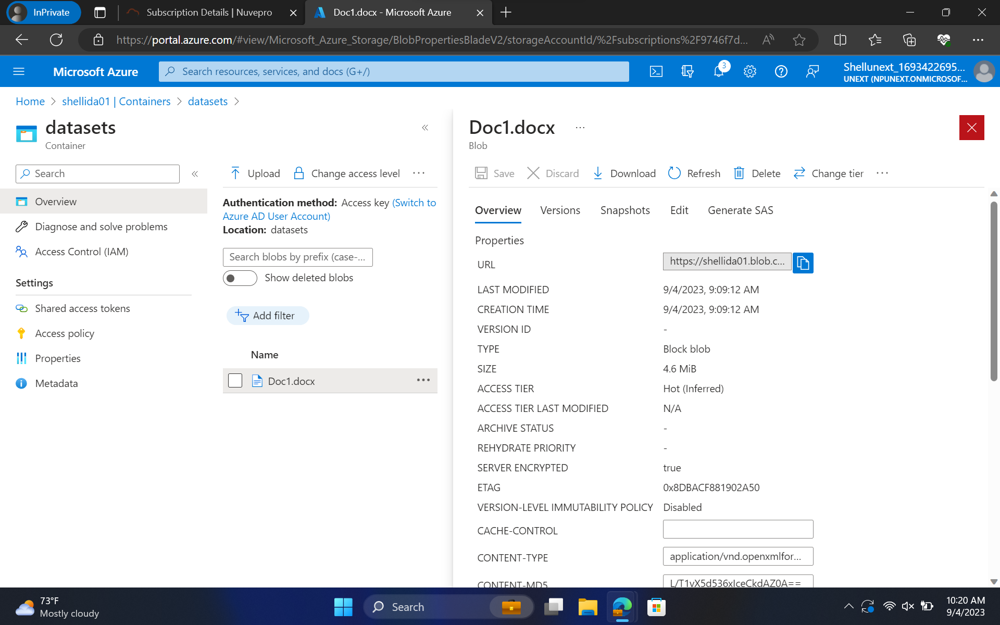 InPrivate
Subscription Details | Nuvepro
Doc1.docx - Microsoft Azure
https://portal.azure.com/#view/Microsoft_Azure_Storage/BlobPropertiesBladeV2/storageAccountId/%2Fsubscriptions%2F9746f7d...
Microsoft Azure
Search resources, services, and docs (G+/)
3
Shellunext_1693422695...
UNEXT (NPUNEXT.ONMICROSOF...
Home > shellida01 | Containers > datasets >
datasets
Container
Search
Overview
Diagnose and solve problems
Access Control (IAM)
Settings
Shared access tokens
Access policy
Properties
Metadata
Upload
Change access level
Authentication method: Access key (Switch to
Azure AD User Account)
Location: datasets
Search blobs by prefix (case-...
Show deleted blobs
Add filter
Name
Doc1.docx
Doc1.docx
Blob
Save
Discard
Download
Refresh
Delete
Change tier
Overview
Versions
Snapshots
Edit
Generate SAS
Properties
URL https://shellida01.blob.c...
LAST MODIFIED 9/4/2023, 9:09:12 AM
CREATION TIME 9/4/2023, 9:09:12 AM
VERSION ID -
TYPE Block blob
SIZE 4.6 MiB
ACCESS TIER Hot (Inferred)
ACCESS TIER LAST MODIFIED N/A
ARCHIVE STATUS -
REHYDRATE PRIORITY -
SERVER ENCRYPTED true
ETAG 0x8DBACF881902A50
VERSION-LEVEL IMMUTABILITY POLICY Disabled
CACHE-CONTROL
CONTENT-TYPE application/vnd.openxmlfor...
CONTENT-MD5 L/T1vX5d536xIceCkdAZ0A==
73°F
Mostly cloudy
Search
10:20 AM
9/4/2023